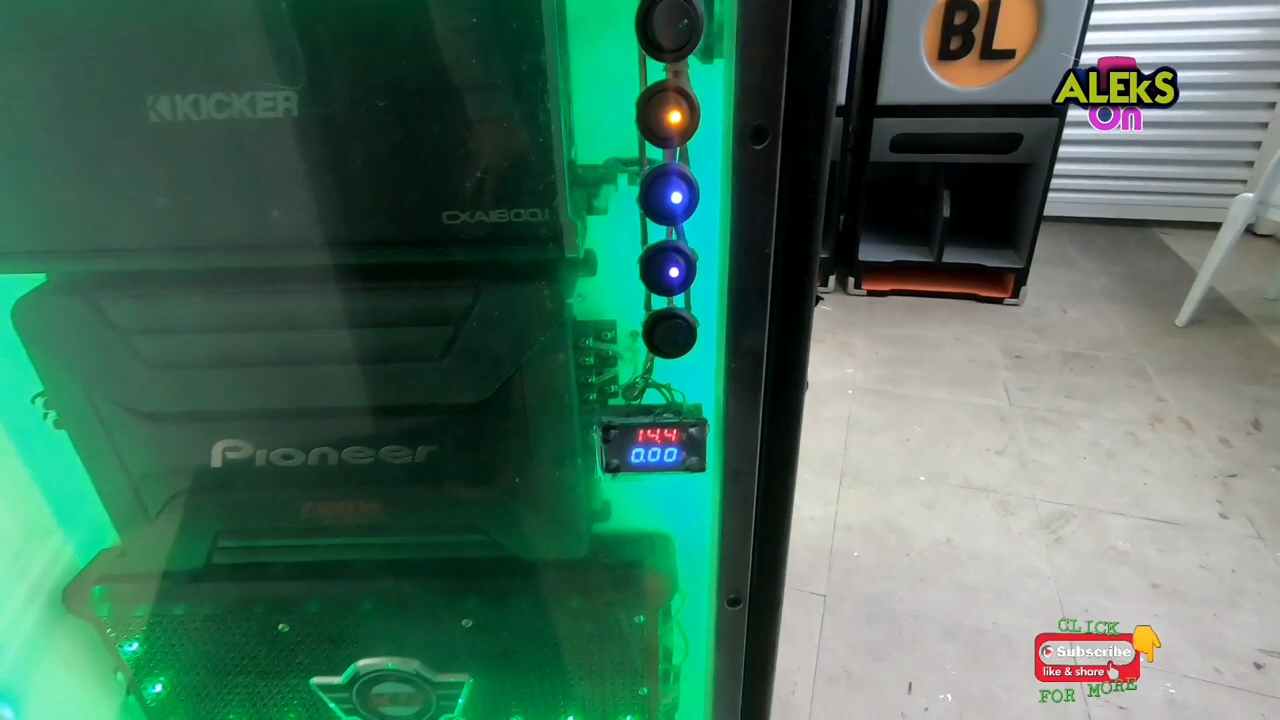 BL
ALEKS
On
KICKER
CXA1800.1
Pioneer
14.4
0.00
CLICK
Subscribe
like & share
FOR MORE